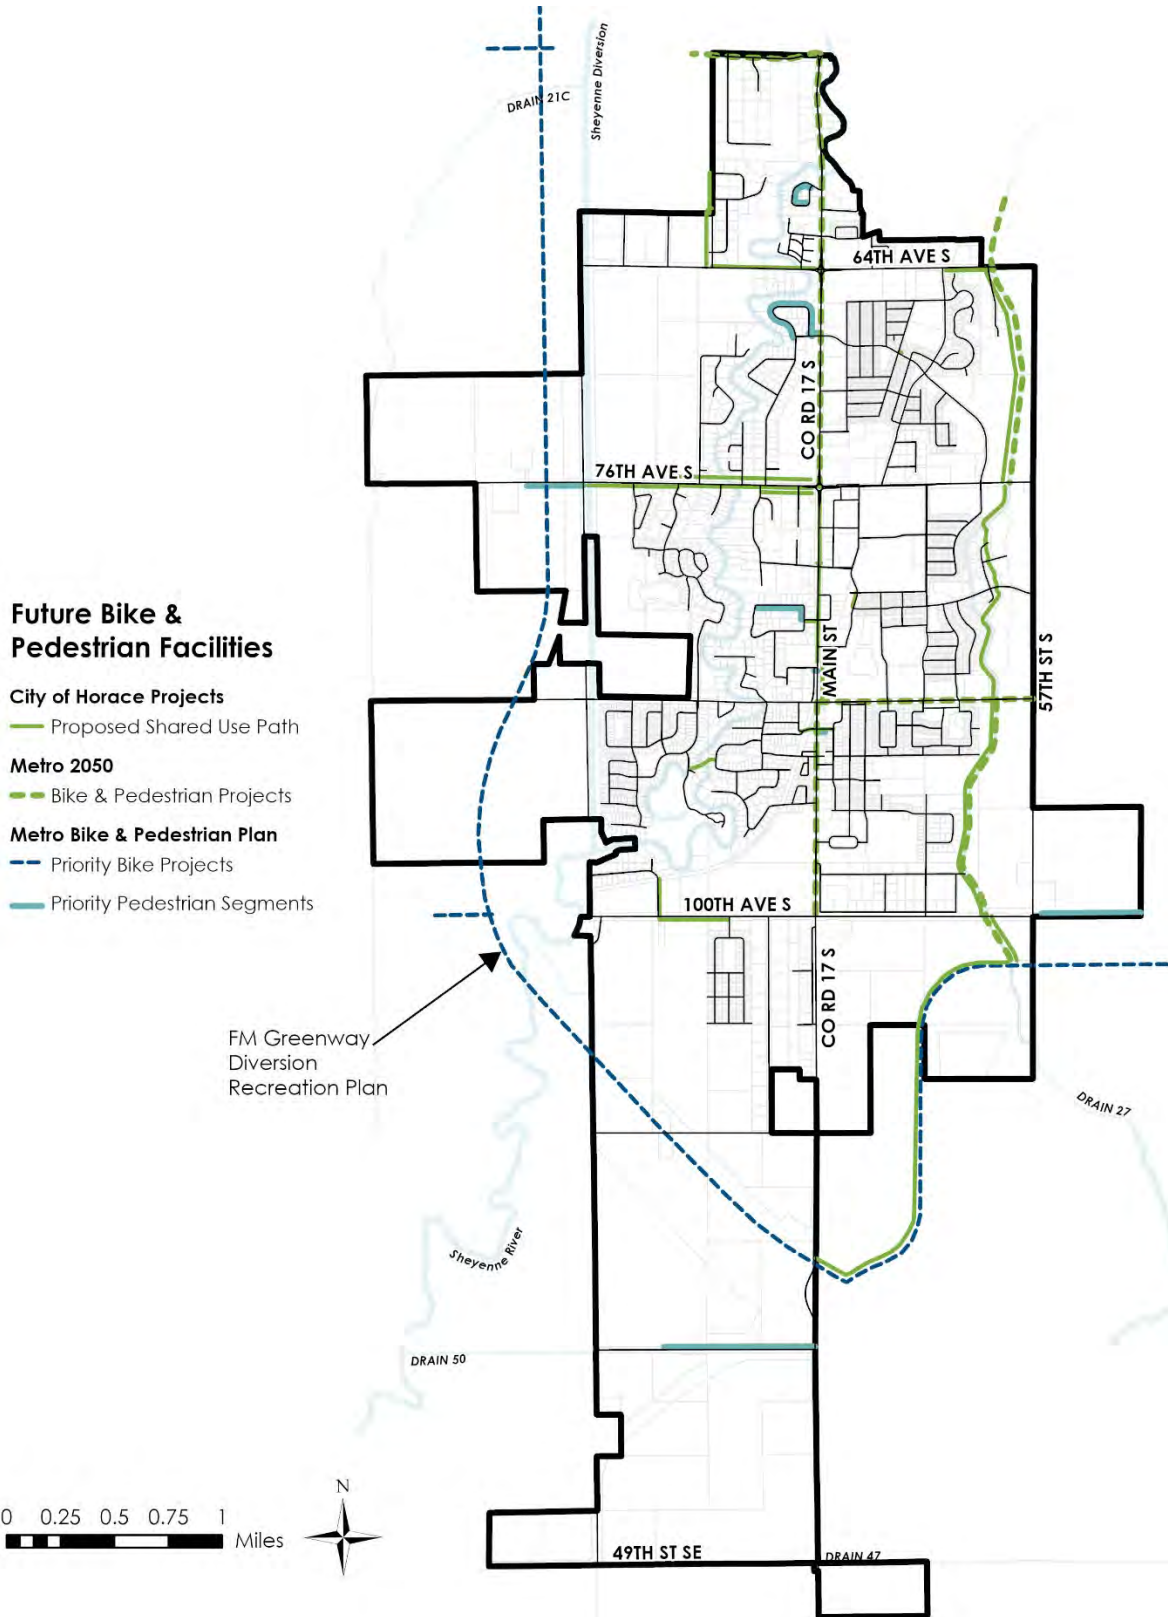 DRAIN 21C
Sheyenne Diversion
64TH AVE S
CO RD 17 S
76TH AVE S
Future Bike &
Pedestrian Facilities
City of Horace Projects
Proposed Shared Use Path
Metro 2050
Bike & Pedestrian Projects
Metro Bike & Pedestrian Plan
Priority Bike Projects
Priority Pedestrian Segments
MAIN ST
57TH ST S
100TH AVE S
CO RD 17 S
FM Greenway
Diversion
Recreation Plan
DRAIN 27
Sheyenne River
DRAIN 50
N
0 0.25 0.5 0.75 1
Miles
49TH ST SE
DRAIN 47